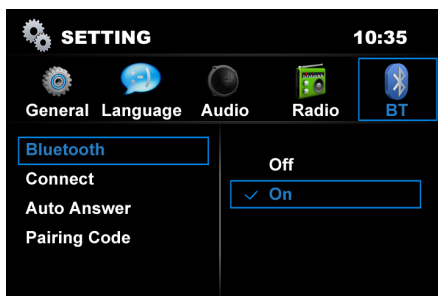 SETTING 10:35
General Language Audio Radio BT
Bluetooth
Connect
Auto Answer
Pairing Code
Off
On